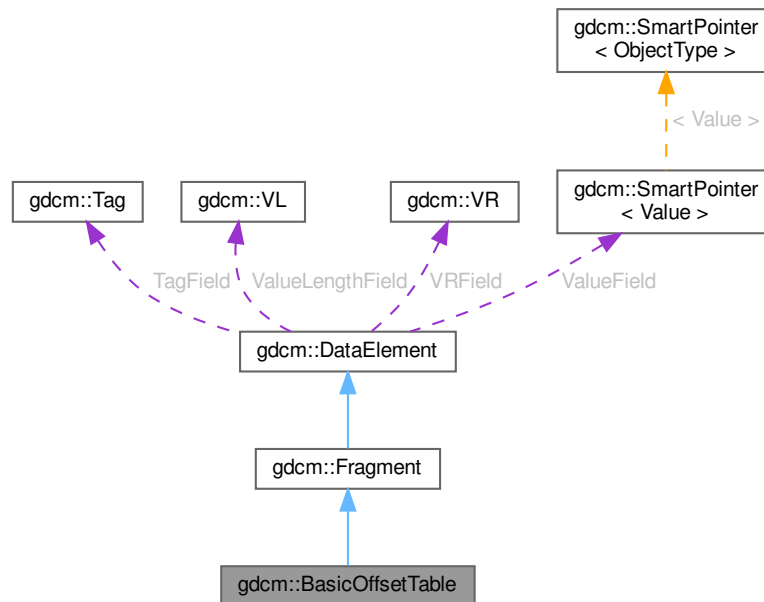 gdcm::SmartPointer
< ObjectType >
< Value >
gdcm::Tag
gdcm::VL
gdcm::VR
gdcm::SmartPointer
< Value >
TagField
ValueLengthField
VRField
ValueField
gdcm::DataElement
gdcm::Fragment
gdcm::BasicOffsetTable